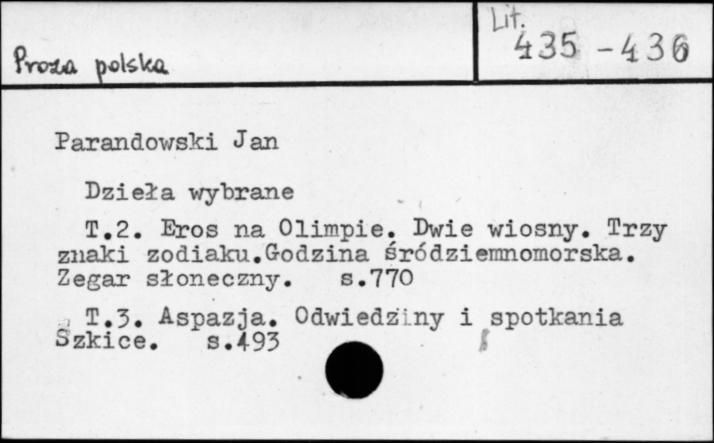 Lit.
435 - 436
Proza polska
Parandowski Jan
Dzieła wybrane
T.2. Eros na Olimpie. Dwie wiosny. Trzy
znaki zodiaku.Godzina śródziemnomorska.
Zegar słoneczny. s.770
T.3. Aspazja. Odwiedziny i spotkania
Szkice. s.493